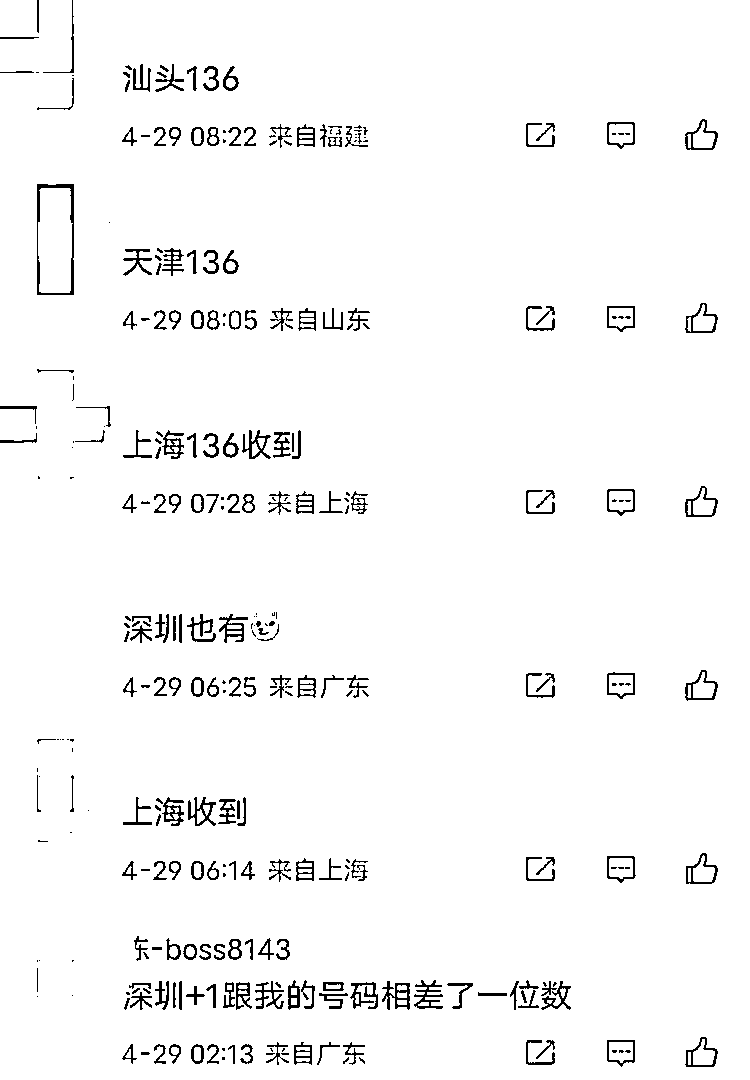 汕头136
4-29 08:22 来自福建
天津136
4-29 08:05 来自山东
上海136收到
4-29 07:28 来自上海
深圳也有
4-29 06:25 来自广东
上海收到
4-29 06:14 来自上海
-boss8143
深圳+1跟我的号码相差了一位数
4-29 02:13 来自广东